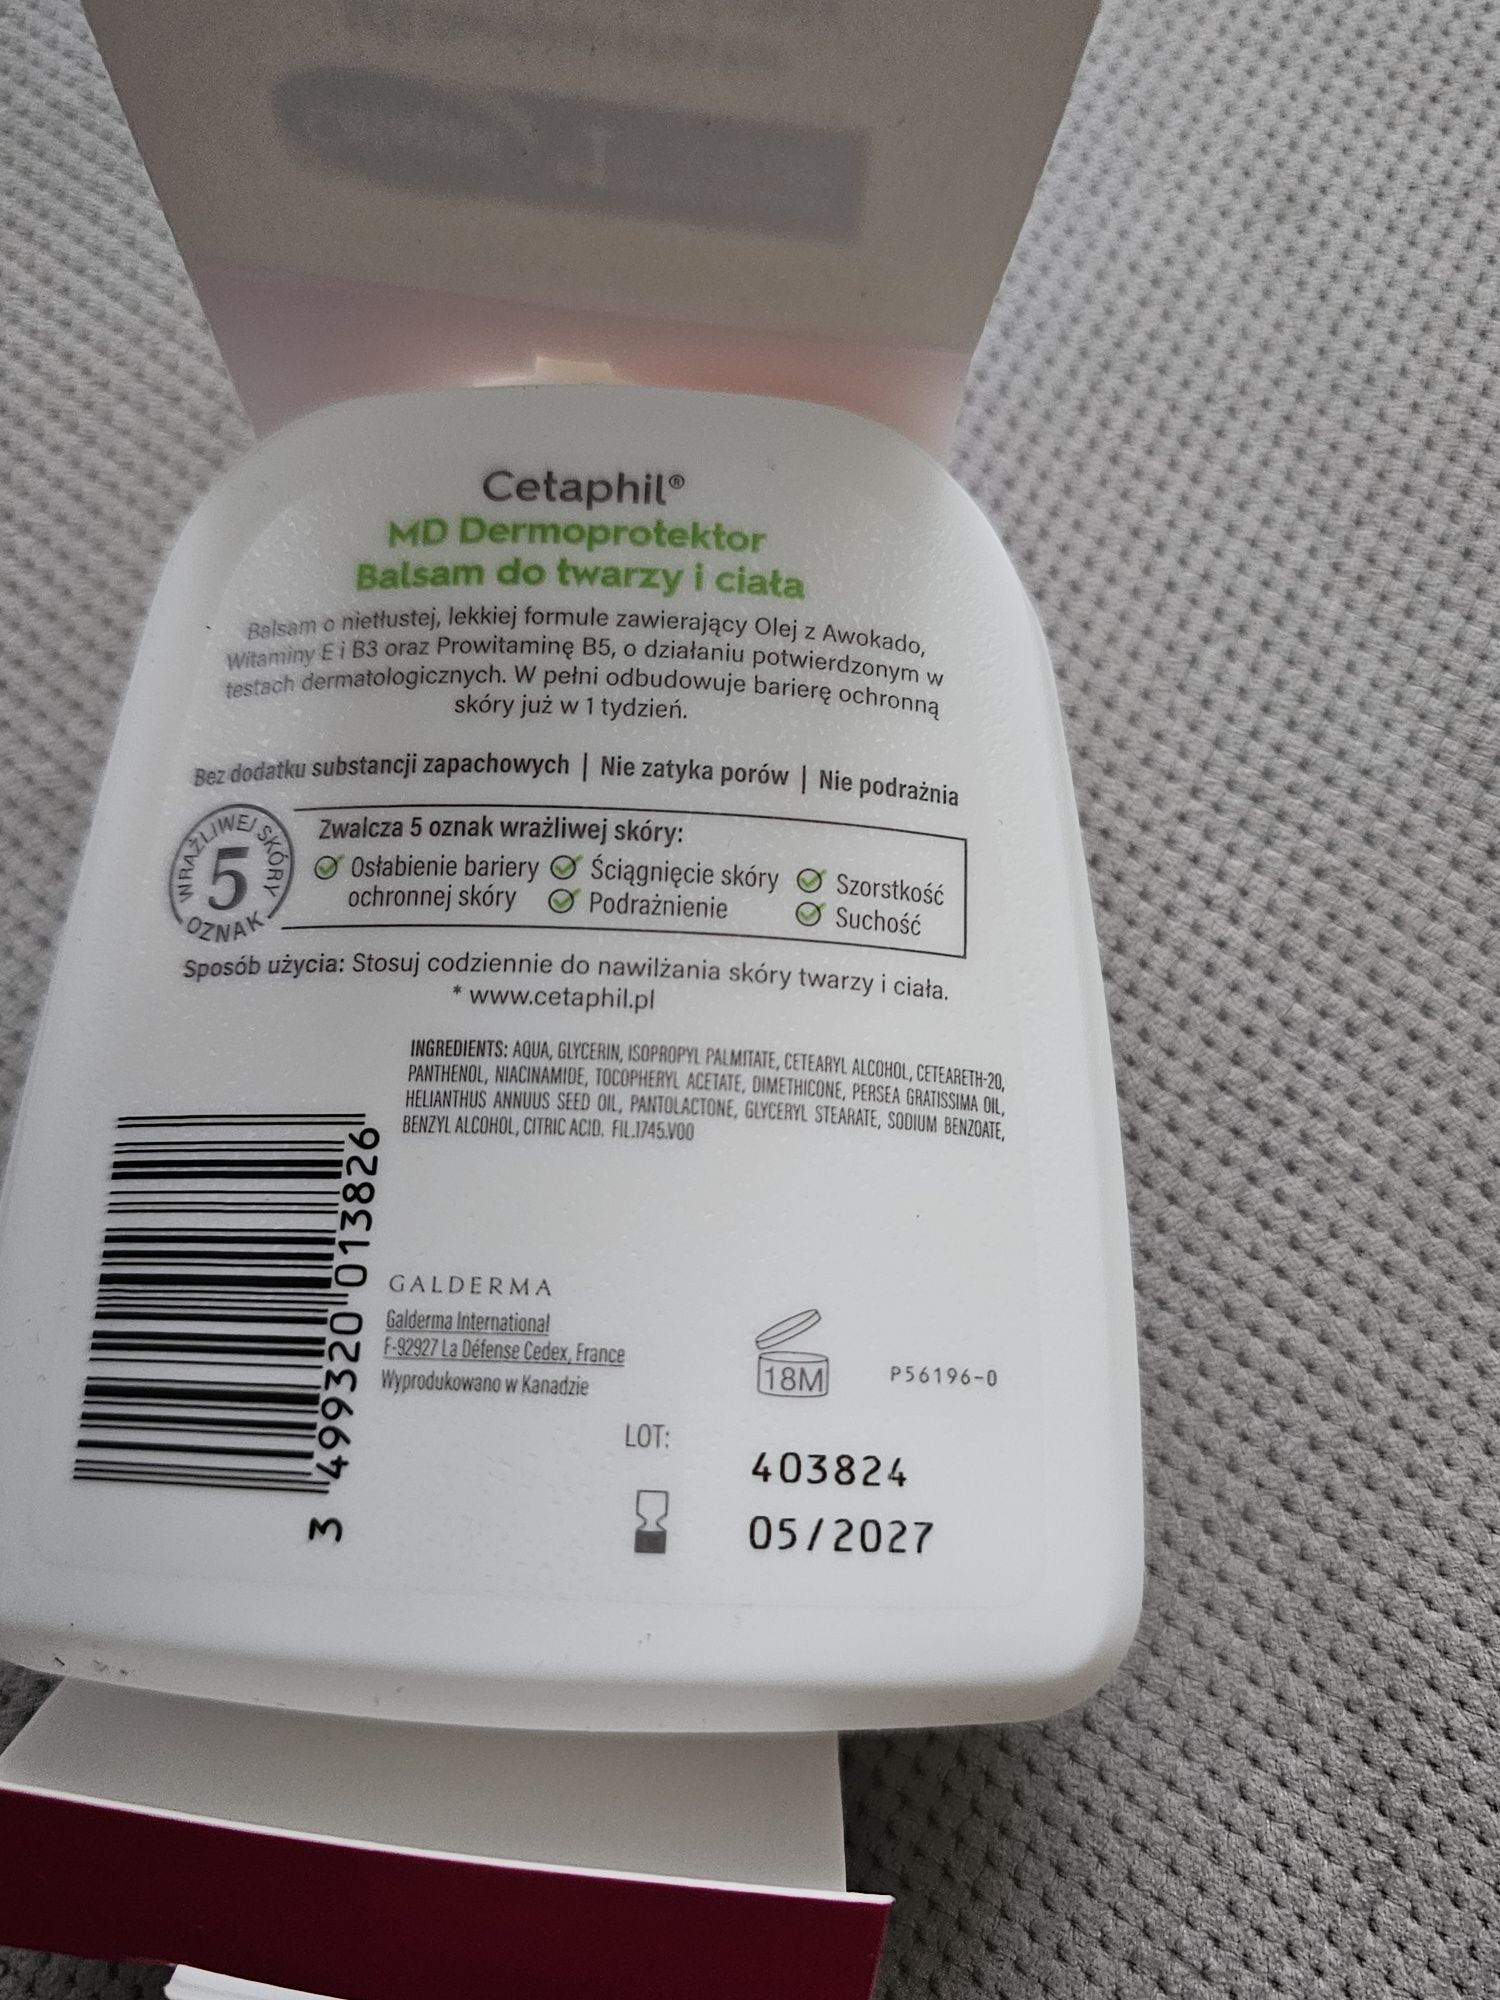 Cetaphil®
MD Dermoprotektor
Balsam do twarzy i ciała
Balsam o nietłustej, lekkiej formule zawierający Olej z Awokado,
Witaminy E i B3 oraz Prowitaminę B5, o działaniu potwierdzonym w
testach dermatologicznych. W pełni odbudowuje barierę ochronną
skóry już w 1 tydzień.
Bez dodatku substancji zapachowych | Nie zatyka porów | Nie podrażnia
WRAŻLIWEJ SKÓRY
5
OZNAK
Zwalcza 5 oznak wrażliwej skóry:
Osłabienie bariery Ściągnięcie skóry Szorstkość
ochronnej skóry Podrażnienie Suchość
Sposób użycia: Stosuj codziennie do nawilżania skóry twarzy i ciała.
* www.cetaphil.pl
INGREDIENTS: AQUA, GLYCERIN, ISOPROPYL PALMITATE, CETEARYL ALCOHOL, CETEARETH-20,
PANTHENOL, NIACINAMIDE, TOCOPHERYL ACETATE, DIMETHICONE, PERSEA GRATISSIMA OIL,
HELIANTHUS ANNUUS SEED OIL, PANTOLACTONE, GLYCERYL STEARATE, SODIUM BENZOATE,
BENZYL ALCOHOL, CITRIC ACID. FIL.1745.V00
3 499320 013826
GALDERMA
Galderma International
F-92927 La Défense Cedex, France
Wyprodukowano w Kanadzie
18M
P56196-0
LOT:
403824
05/2027